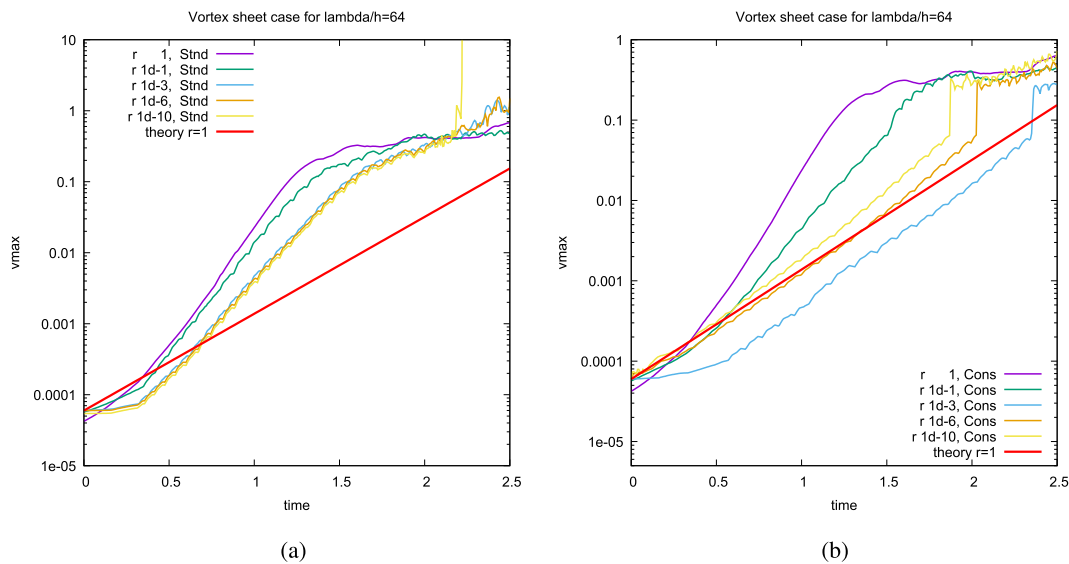 Vortex sheet case for lambda/h=64
10
1
0.1
0.01
0.001
0.0001
1e-05
vmax
r 1, Stnd
r 1d-1, Stnd
r 1d-3, Stnd
r 1d-6, Stnd
r 1d-10, Stnd
theory r=1
0 0.5 1 1.5 2 2.5
time
(a)
Vortex sheet case for lambda/h=64
1
0.1
0.01
0.001
0.0001
1e-05
vmax
r 1, Cons
r 1d-1, Cons
r 1d-3, Cons
r 1d-6, Cons
r 1d-10, Cons
theory r=1
0 0.5 1 1.5 2 2.5
time
(b)